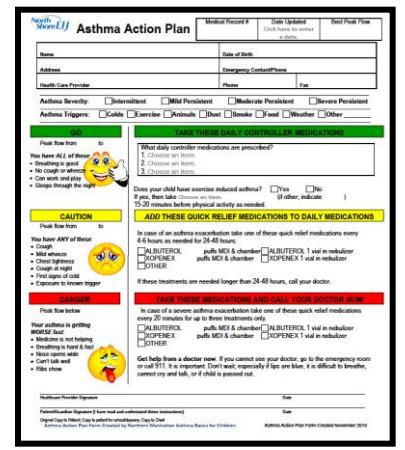 North
Shore LIJ
Asthma Action Plan
Medical Record #
Date Updated
Click here to enter
a date.
Best Peak Flow
Name
Date of Birth
Address
Emergency Contact/Phone
Health Care Provider
Phone
Fax
Asthma Severity: Intermittent Mild Persistent Moderate Persistent Severe Persistent
Asthma Triggers: Colds Exercise Animals Dust Smoke Food Weather Other
GO
Peak flow from to
You have ALL of these
• Breathing is good
• No cough or wheeze
• Can work and play
• Sleeps through the night
TAKE THESE DAILY CONTROLLER MEDICATIONS
What daily controller medications are prescribed?
1. Choose an item.
2. Choose an item.
3. Choose an item.
Does your child have exercise induced asthma? Yes No
If yes, then take Choose an item. (if other, indicate )
15-20 minutes before physical activity as needed.
CAUTION
Peak flow from to
You have ANY of these:
• Cough
• Mild wheeze
• Chest tightness
• Cough at night
• First signs of cold
• Exposure to known trigger
ADD THESE QUICK RELIEF MEDICATIONS TO DAILY MEDICATIONS
In case of an asthma exacerbation take one of these quick relief medications every
4-6 hours as needed for 24-48 hours:
ALBUTEROL puffs MDI & chamber ALBUTEROL 1 vial in nebulizer
XOPENEX puffs MDI & chamber XOPENEX 1 vial in nebulizer
OTHER
If these treatments are needed longer than 24-48 hours, call your doctor.
DANGER
Peak flow below
Your asthma is getting
WORSE fast
• Medicine is not helping
• Breathing is hard & fast
• Nose opens wide
• Can't talk well
• Ribs show
TAKE THESE MEDICATIONS AND CALL YOUR DOCTOR NOW
In case of a severe asthma exacerbation take one of these quick relief medications
every 20 minutes for up to three treatments only.
ALBUTEROL puffs MDI & chamber ALBUTEROL 1 vial in nebulizer
XOPENEX puffs MDI & chamber XOPENEX 1 vial in nebulizer
OTHER
Get help from a doctor now. If you cannot see your doctor, go to the emergency room
or call 911. It is important. Don't wait; especially if lips are blue, it is difficult to breathe,
cannot cry and talk, or if child is passed out.
Healthcare Provider Signature
Date
Patient/Guardian Signature (I have read and understand these instructions)
Date
Original Copy to Patient; Copy to patient for school/daycare; Copy to Chart
Asthma Action Plan Form Created by Northern Manhattan Asthma Basics for Children
Asthma Action Plan Form-Created November 2010